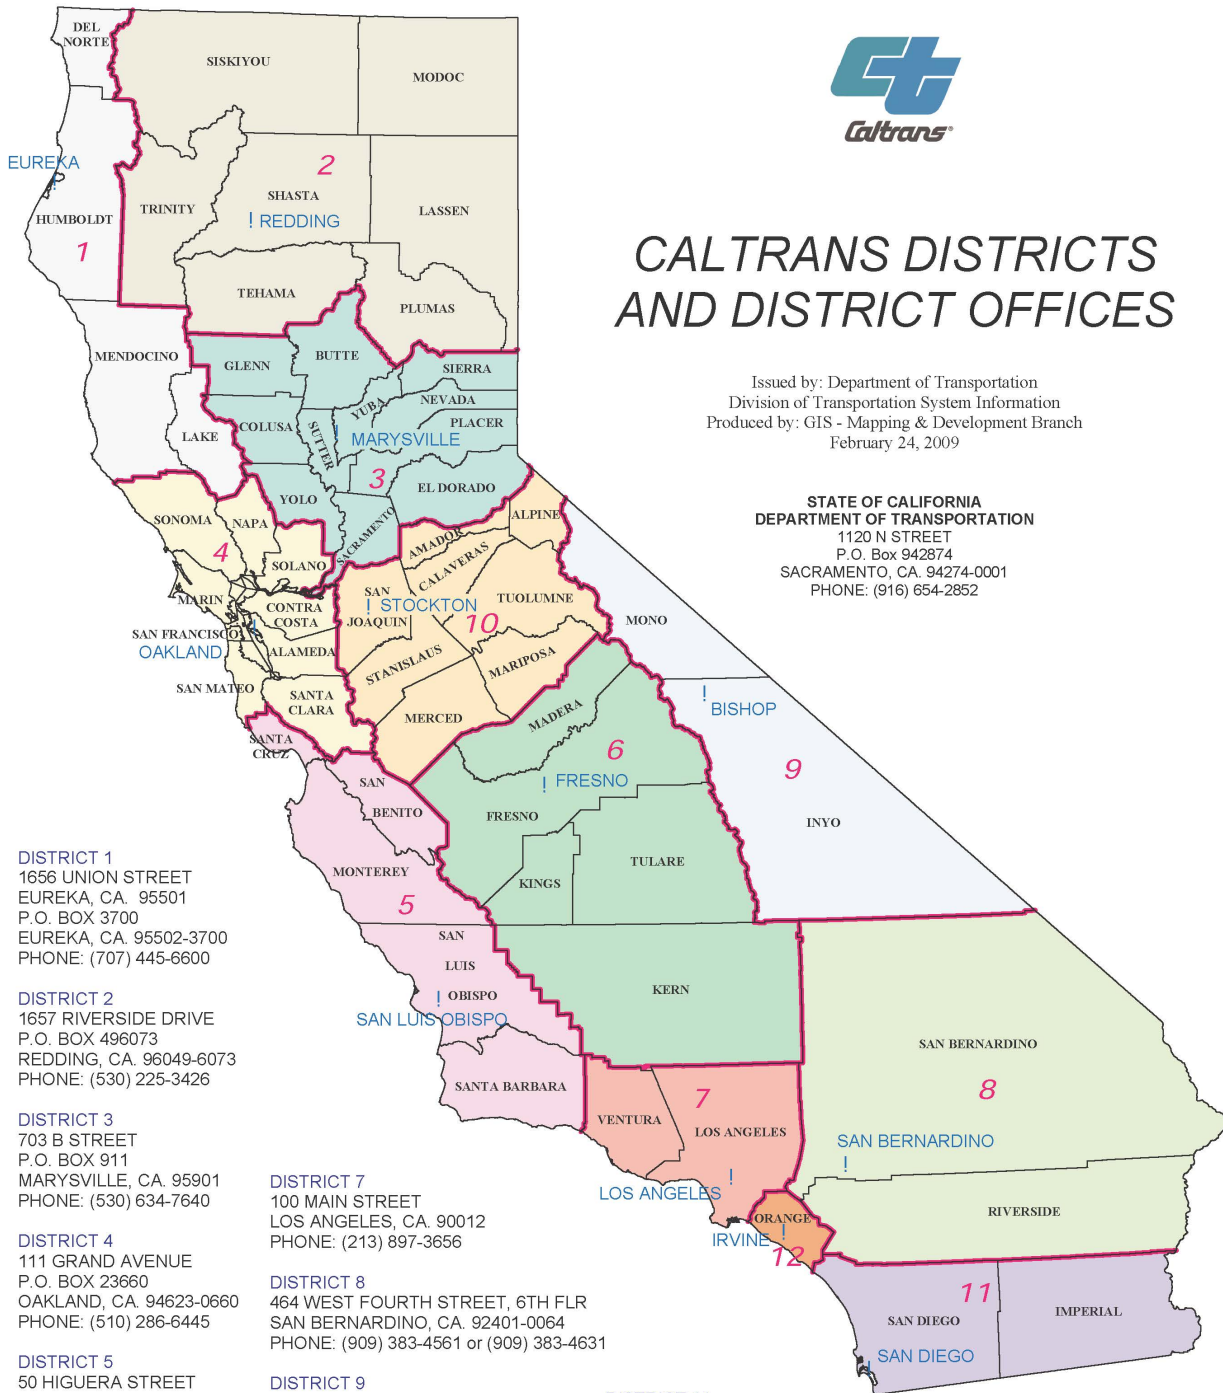 Caltrans
CALTRANS DISTRICTS
AND DISTRICT OFFICES
Issued by: Department of Transportation
Division of Transportation System Information
Produced by: GIS - Mapping & Development Branch
February 24, 2009
STATE OF CALIFORNIA
DEPARTMENT OF TRANSPORTATION
1120 N STREET
P.O. Box 942874
SACRAMENTO, CA. 94274-0001
PHONE: (916) 654-2852
DEL
NORTE
SISKIYOU
MODOC
EUREKA
!
HUMBOLDT
1
TRINITY
2
SHASTA
! REDDING
LASSEN
TEHAMA
PLUMAS
MENDOCINO
LAKE
GLENN
BUTTE
SIERRA
COLUSA
SUTTER
YUBA
NEVADA
PLACER
! MARYSVILLE
3
YOLO
EL DORADO
SACRAMENTO
SONOMA
NAPA
4
SOLANO
MARIN
CONTRA
COSTA
SAN FRANCISCO
!
OAKLAND
ALAMEDA
SAN MATEO
SANTA
CLARA
ALPINE
AMADOR
CALAVERAS
SAN
JOAQUIN
! STOCKTON
TUOLUMNE
10
STANISLAUS
MARIPOSA
MERCED
MONO
! BISHOP
9
INYO
SANTA
CRUZ
SAN
BENITO
MONTEREY
5
SAN
LUIS
OBISPO
!
SAN LUIS OBISPO
SANTA BARBARA
MADERA
6
! FRESNO
FRESNO
KINGS
TULARE
KERN
VENTURA
7
LOS ANGELES
!
LOS ANGELES
SAN BERNARDINO
8
SAN BERNARDINO
!
RIVERSIDE
ORANGE
IRVINE !
12
11
SAN DIEGO
IMPERIAL
! SAN DIEGO
DISTRICT 1
1656 UNION STREET
EUREKA, CA. 95501
P.O. BOX 3700
EUREKA, CA. 95502-3700
PHONE: (707) 445-6600
DISTRICT 2
1657 RIVERSIDE DRIVE
P.O. BOX 496073
REDDING, CA. 96049-6073
PHONE: (530) 225-3426
DISTRICT 3
703 B STREET
P.O. BOX 911
MARYSVILLE, CA. 95901
PHONE: (530) 634-7640
DISTRICT 4
111 GRAND AVENUE
P.O. BOX 23660
OAKLAND, CA. 94623-0660
PHONE: (510) 286-6445
DISTRICT 5
50 HIGUERA STREET
DISTRICT 7
100 MAIN STREET
LOS ANGELES, CA. 90012
PHONE: (213) 897-3656
DISTRICT 8
464 WEST FOURTH STREET, 6TH FLR
SAN BERNARDINO, CA. 92401-0064
PHONE: (909) 383-4561 or (909) 383-4631
DISTRICT 9